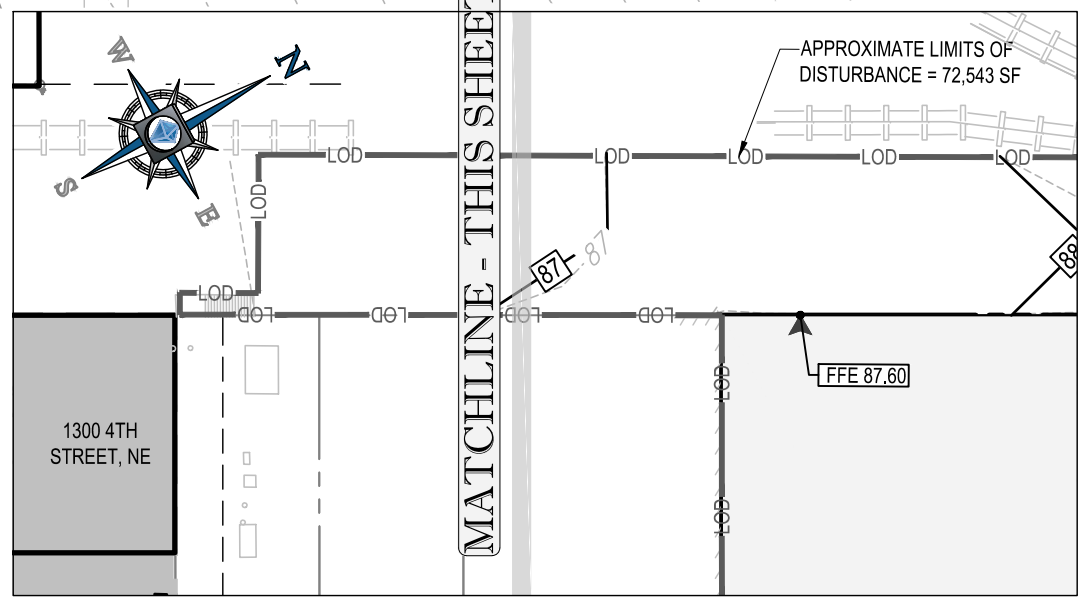 MATCHLINE - THIS SHEET
W
N
S
E
APPROXIMATE LIMITS OF
DISTURBANCE = 72,543 SF
LOD
LOD
LOD
LOD
LOD
LOD
LOD
87
87
88
LOD
LOD
LOD
LOD
FFE 87.60
LOD
LOD
1300 4TH
STREET, NE